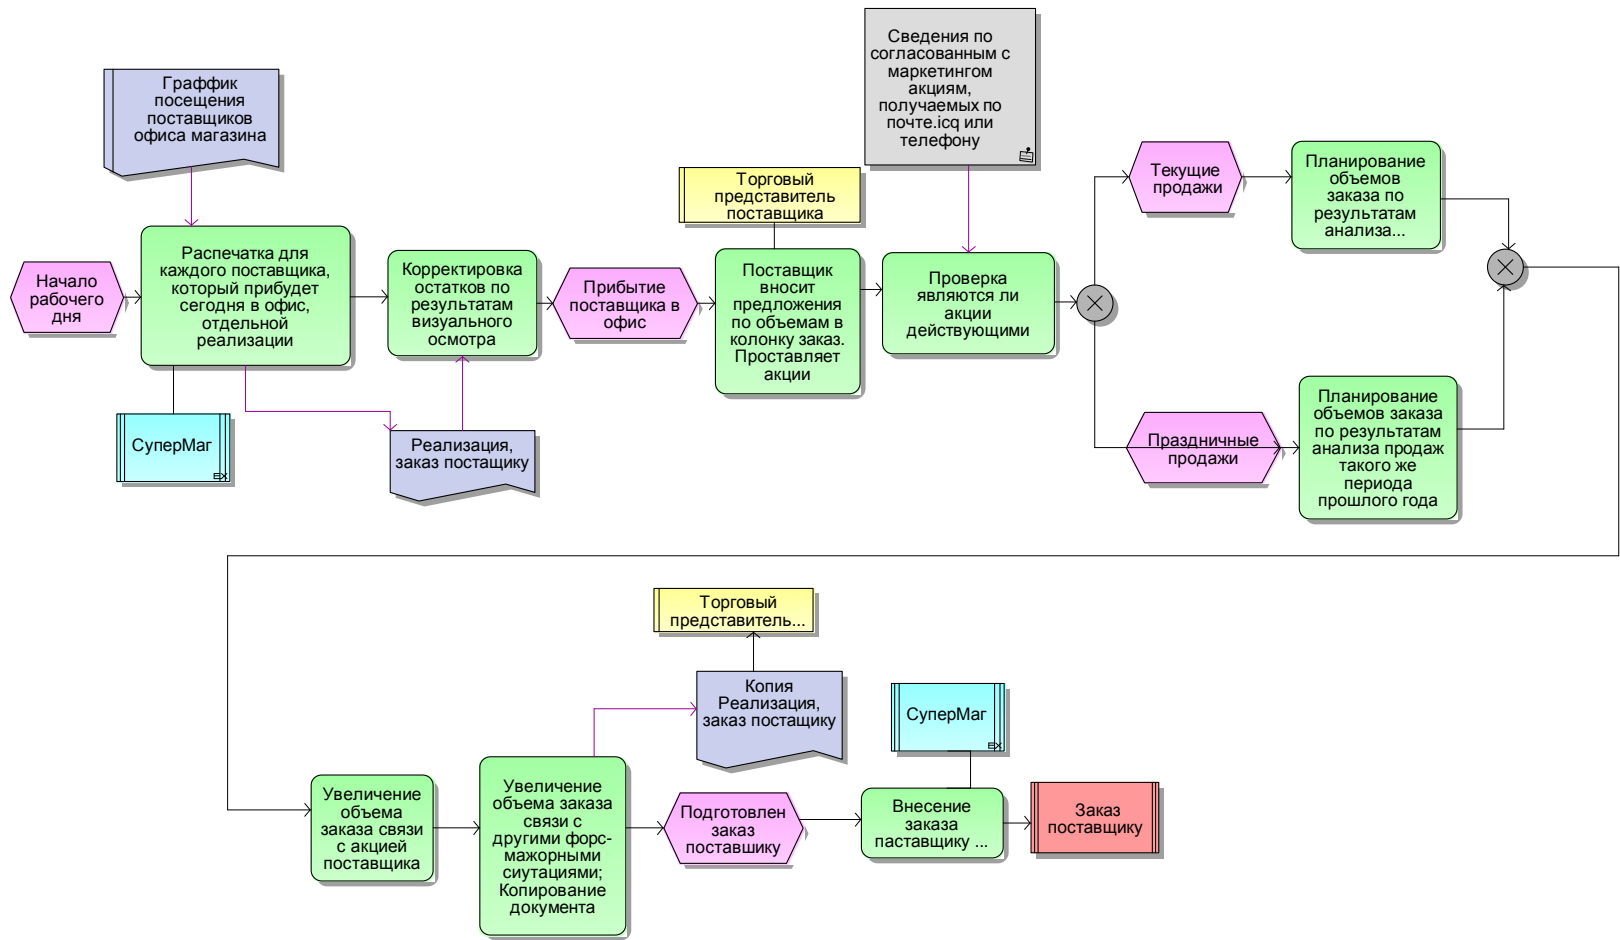 Граффик
посещения
поставщиков
офиса магазина
Сведения по
согласованным с
маркетингом
акциям,
получаемых по
почте.icq или
телефону
Торговый
представитель
поставщика
Начало
рабочего
дня
Распечатка для
каждого поставщика,
который прибудет
сегодня в офис,
отдельной
реализации
Корректировка
остатков по
результатам
визуального
осмотра
Прибытие
поставщика в
офис
Поставщик
вносит
предложения
по объемам в
колонку заказ.
Проставляет
акции
Проверка
являются ли
акции
действующими
Текущие
продажи
Планирование
объемов
заказа по
результатам
анализа...
СуперМаг
Реализация,
заказ постащику
Праздничные
продажи
Планирование
объемов заказа
по результатам
анализа продаж
такого же
периода
прошлого года
Торговый
представитель...
Копия
Реализация,
заказ постащику
СуперМаг
Увеличение
объема
заказа связи
с акцией
поставщика
Увеличение
объема заказа
связи с
другими форс-
мажорными
сиутациями;
Копирование
документа
Подготовлен
заказ
поставшику
Внесение
заказа
паставщику ...
Заказ
поставщику